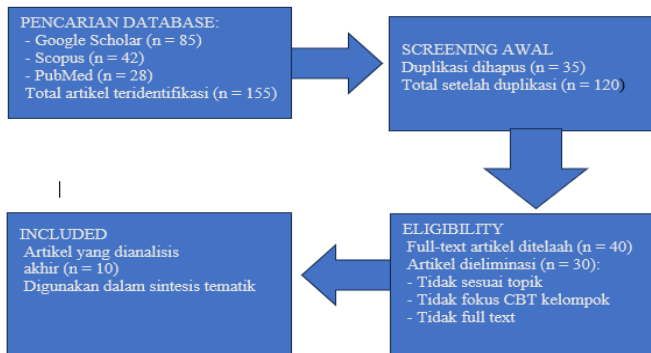 PENCARIAN DATABASE:
- Google Scholar (n = 85)
- Scopus (n = 42)
- PubMed (n = 28)
Total artikel teridentifikasi (n = 155)
SCREENING AWAL
Duplikasi dihapus (n = 35)
Total setelah duplikasi (n = 120)
ELIGIBILITY
Full-text artikel ditelaah (n = 40)
Artikel dieliminasi (n = 30):
- Tidak sesuai topik
- Tidak fokus CBT kelompok
- Tidak full text
INCLUDED
Artikel yang dianalisis
akhir (n = 10)
Digunakan dalam sintesis tematik